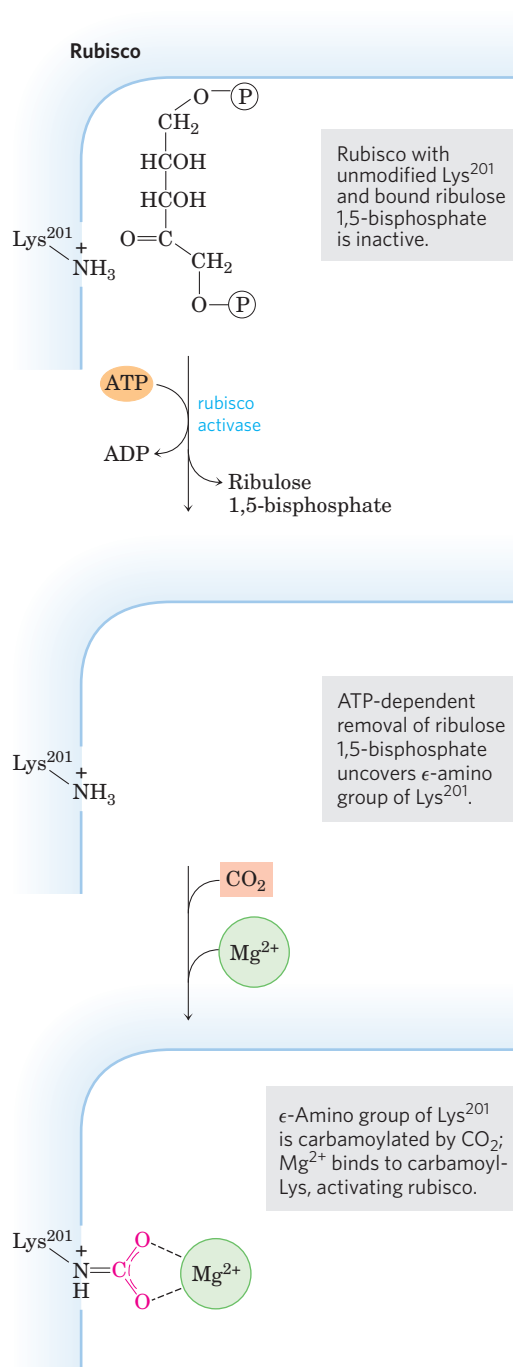 Rubisco
O—Ⓟ
CH₂
HCOH
HCOH
O=C
CH₂
O—Ⓟ
Lys²⁰¹
+
NH₃
Rubisco with
unmodified Lys²⁰¹
and bound ribulose
1,5-bisphosphate
is inactive.
ATP
rubisco
activase
ADP
Ribulose
1,5-bisphosphate
Lys²⁰¹
+
NH₃
ATP-dependent
removal of ribulose
1,5-bisphosphate
uncovers ϵ-amino
group of Lys²⁰¹.
CO₂
Mg²⁺
ϵ-Amino group of Lys²⁰¹
is carbamoylated by CO₂;
Mg²⁺ binds to carbamoyl-
Lys, activating rubisco.
Lys²⁰¹
+
O
N=C
H
O
Mg²⁺